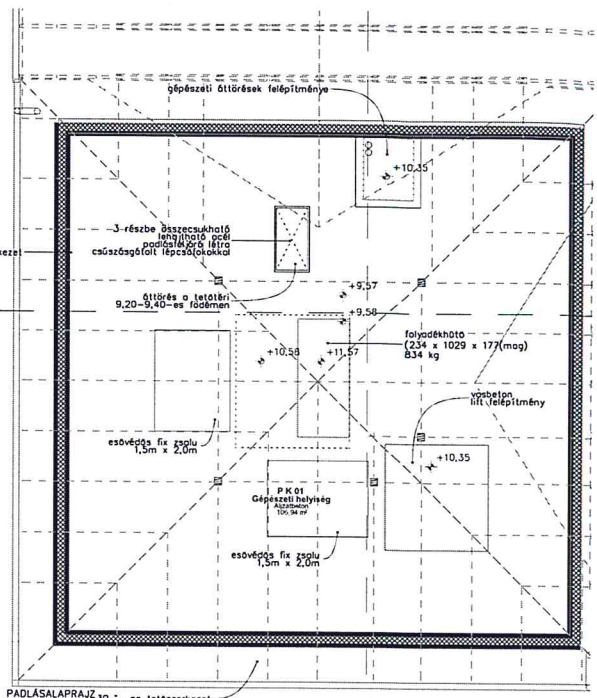 gépészeti áttörések felépítménye
+10,35
3 részbe összecsukható
lehajtható acél
padlásfeljáró létra
csúszásgátolt lépcsőfokokkal
kezet
áttörés a tetőtéri
9,20-9,40-es födémen
+9,57
+9,58
folyadékhűtő
(234 x 1029 x 177(mag)
834 kg
+10,58
+11,57
vasbeton
lift felépítmény
esővédős fix zsalu
1,5m x 2,0m
+10,35
P K 01
Gépészeti helyiség
Aljzatbeton
106,94 m²
esővédős fix zsalu
1,5m x 2,0m
PADLÁSALAPRAJZ